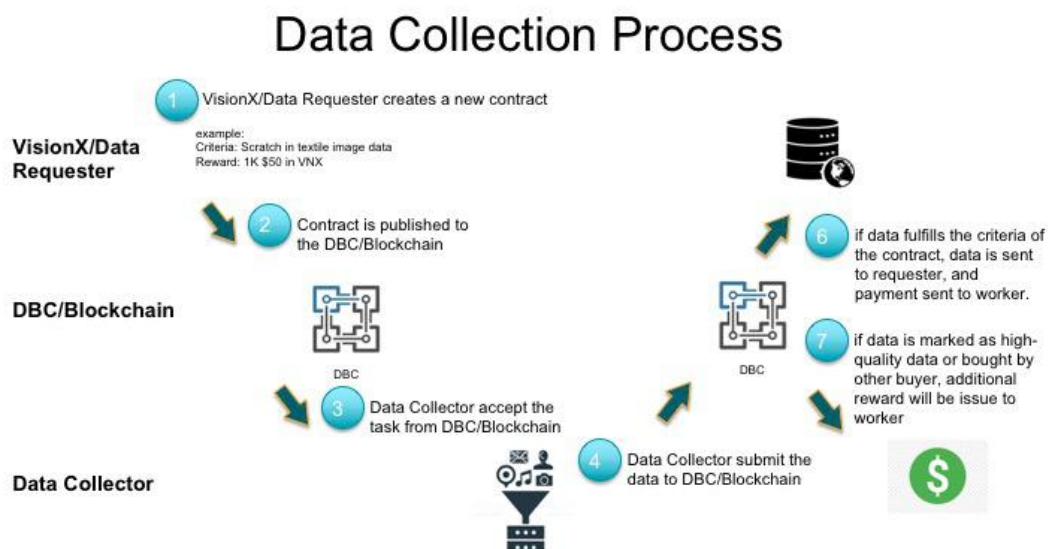 Data Collection Process
1
VisionX/Data Requester creates a new contract
example:
Criteria: Scratch in textile image data
Reward: 1K $50 in VNX
VisionX/Data
Requester
2
Contract is published to
the DBC/Blockchain
DBC/Blockchain
DBC
3
Data Collector accept the
task from DBC/Blockchain
Data Collector
4
Data Collector submit the
data to DBC/Blockchain
DBC
6
if data fulfills the criteria of
the contract, data is sent
to requester, and
payment sent to worker.
7
if data is marked as high-
quality data or bought by
other buyer, additional
reward will be issue to
worker
$